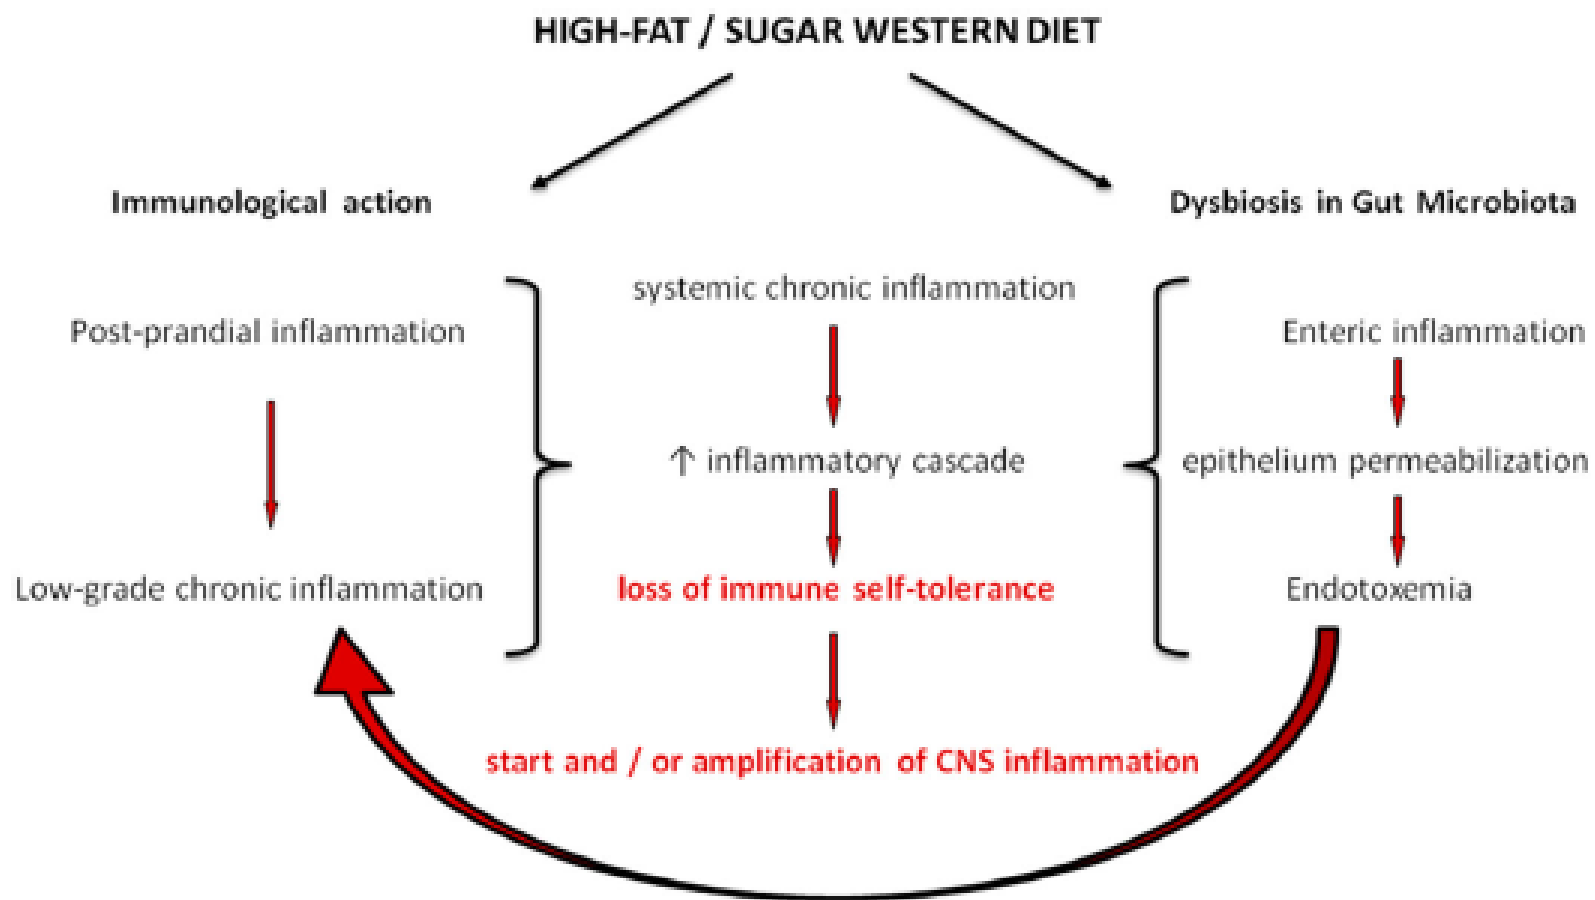 HIGH-FAT / SUGAR WESTERN DIET
Immunological action
Dysbiosis in Gut Microbiota
Post-prandial inflammation
Low-grade chronic inflammation
systemic chronic inflammation
↑ inflammatory cascade
loss of immune self-tolerance
start and / or amplification of CNS inflammation
Enteric inflammation
epithelium permeabilization
Endotoxemia